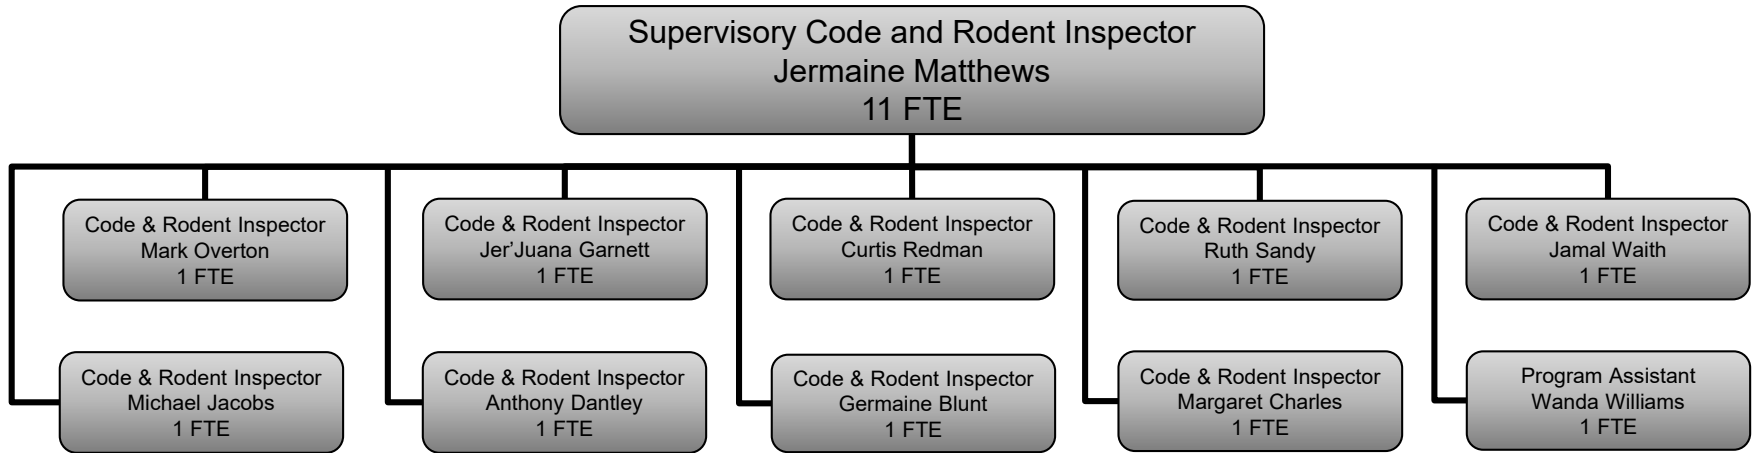 Supervisory Code and Rodent Inspector
Jermaine Matthews
11 FTE
Code & Rodent Inspector
Mark Overton
1 FTE
Code & Rodent Inspector
Jer’Juana Garnett
1 FTE
Code & Rodent Inspector
Curtis Redman
1 FTE
Code & Rodent Inspector
Ruth Sandy
1 FTE
Code & Rodent Inspector
Jamal Waith
1 FTE
Code & Rodent Inspector
Michael Jacobs
1 FTE
Code & Rodent Inspector
Anthony Dantley
1 FTE
Code & Rodent Inspector
Germaine Blunt
1 FTE
Code & Rodent Inspector
Margaret Charles
1 FTE
Program Assistant
Wanda Williams
1 FTE